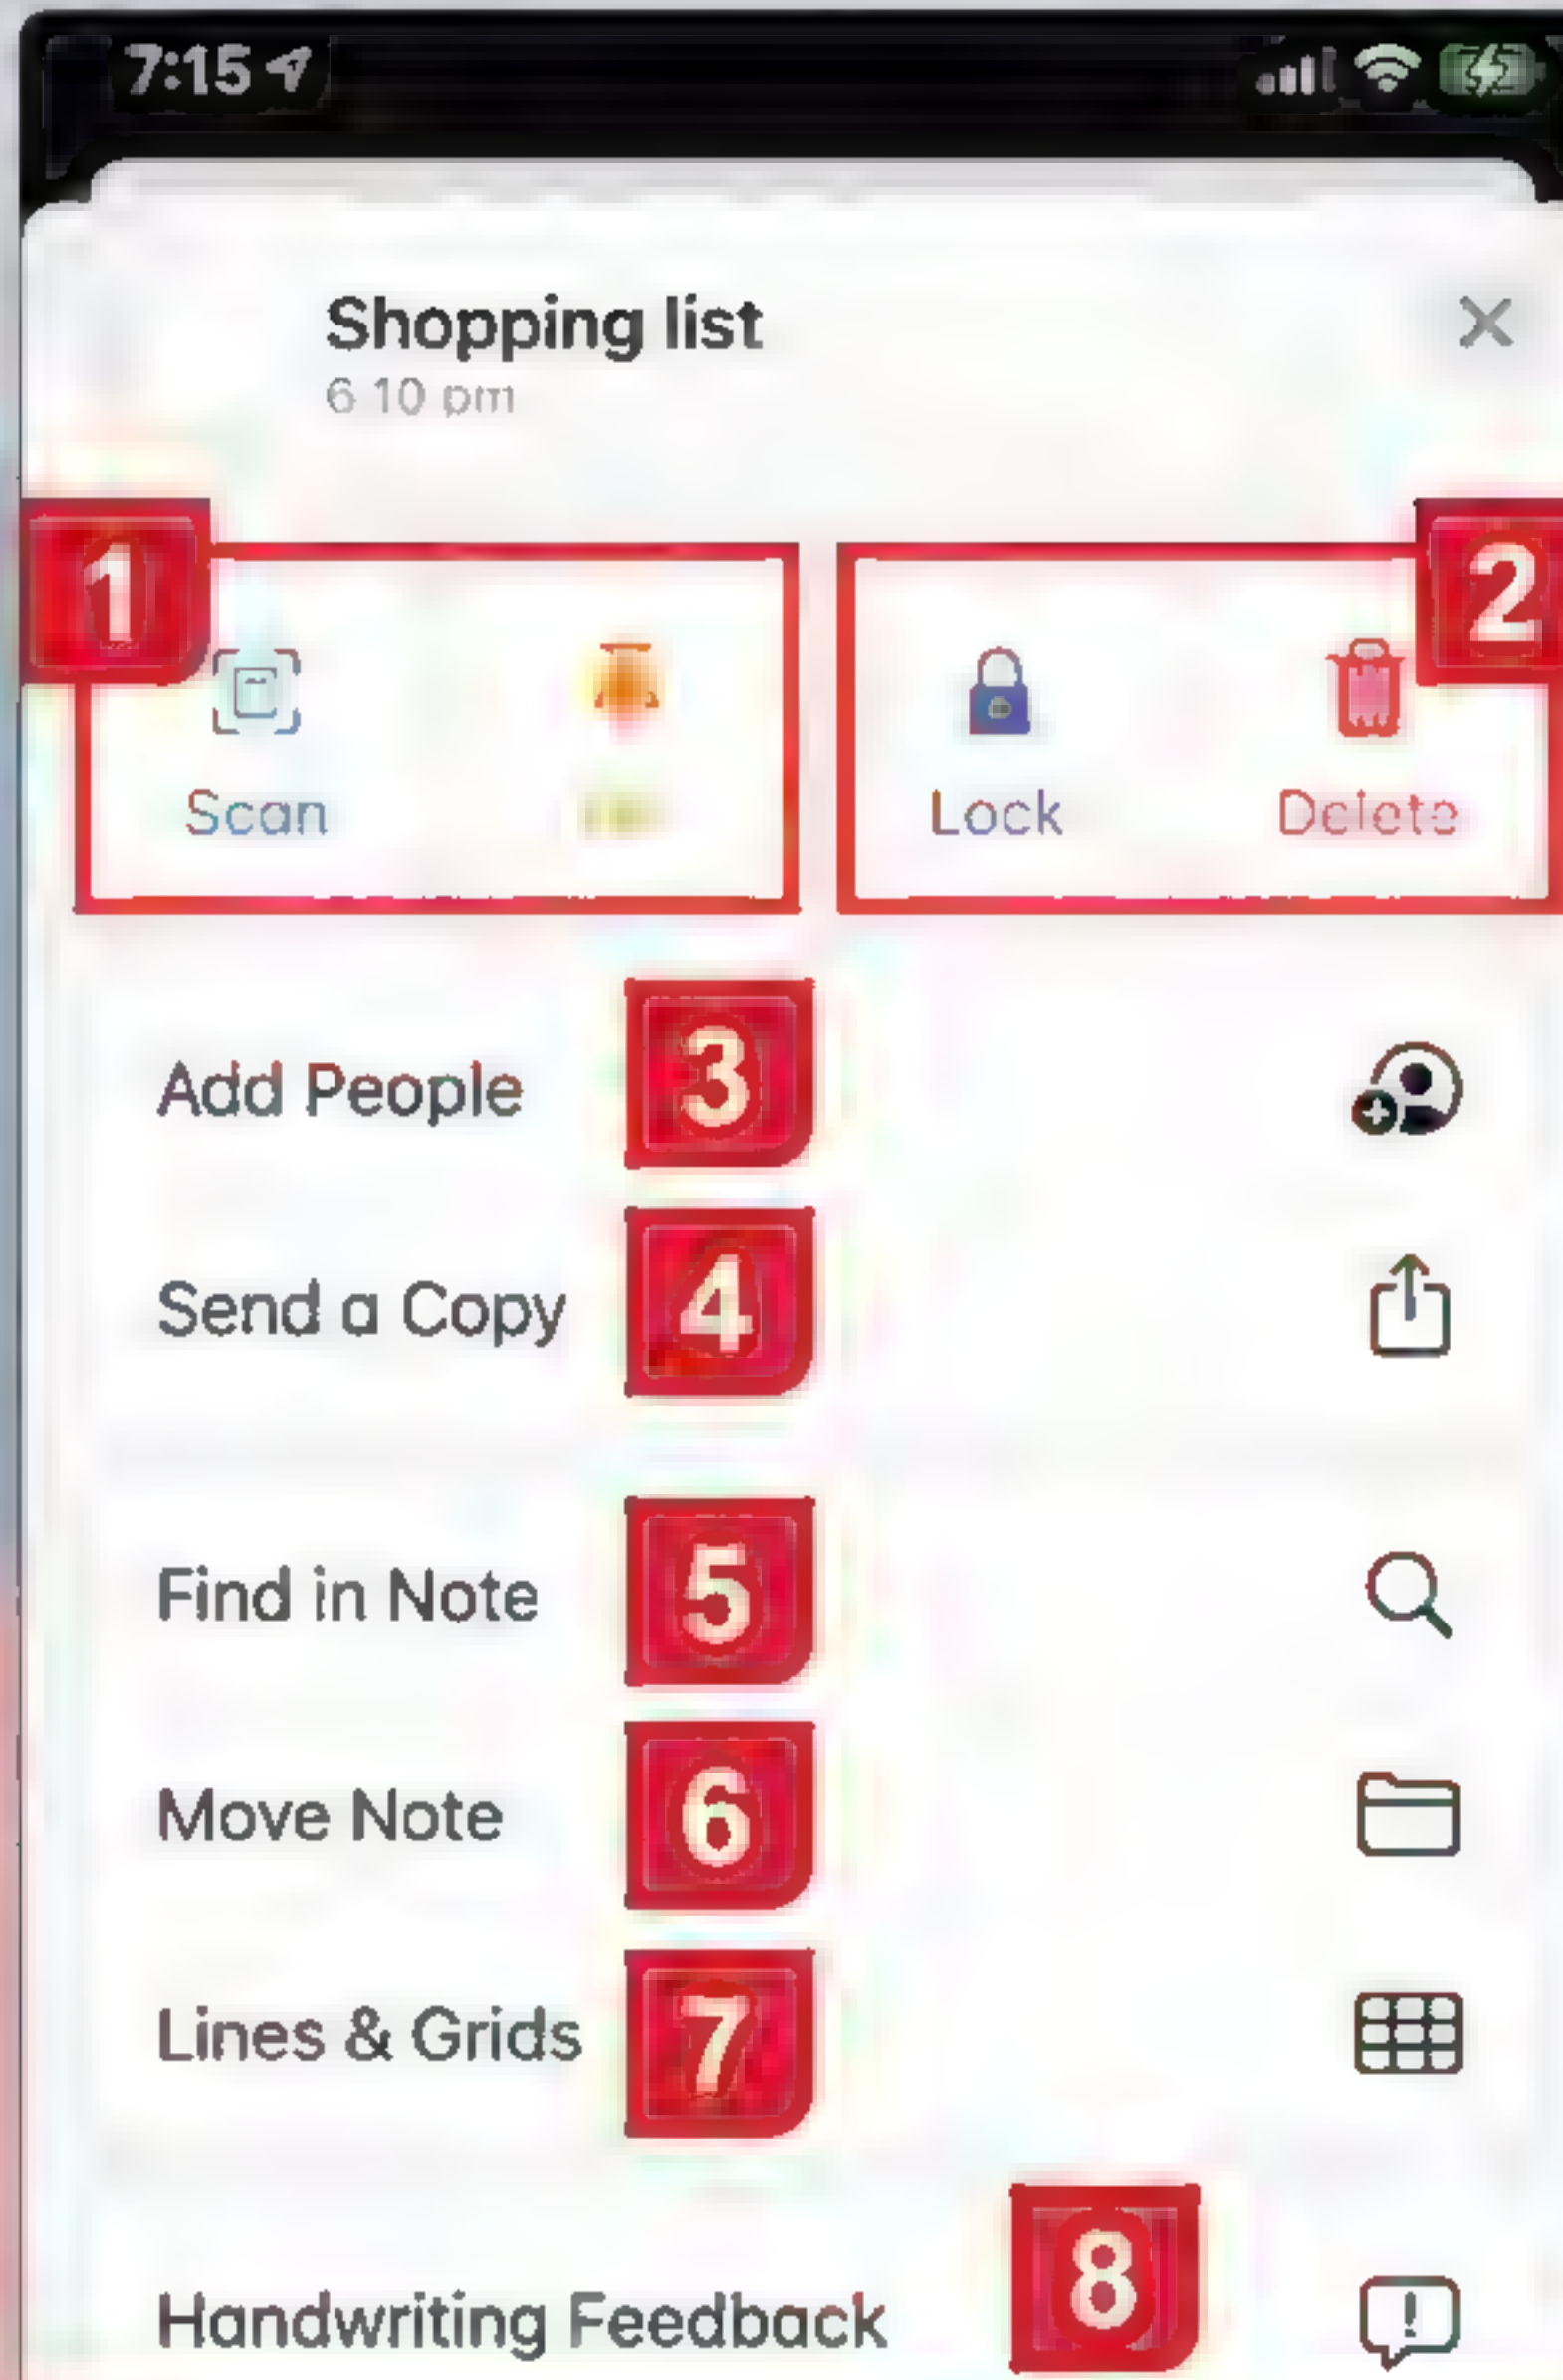 7:15
Shopping list
6 10 pm
1
2
Scan
Lock
Delete
Add People
3
Send a Copy
4
Find in Note
5
Move Note
6
Lines & Grids
7
Handwriting Feedback
8